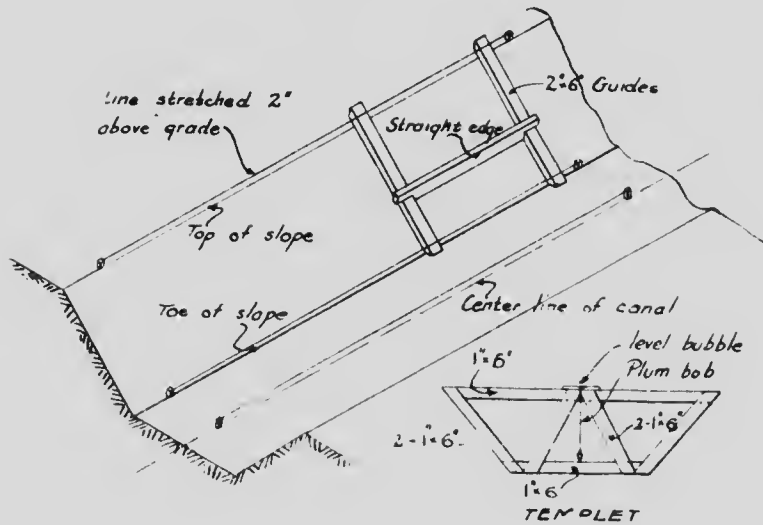 Line stretched 2"
above grade
2"x6" Guides
Straight edge
Top of slope
Toe of slope
Center line of canal
level bubble
Plum bob
1"x6"
2-1"x6"
2-1"x6"
1"x6
TEMPLET